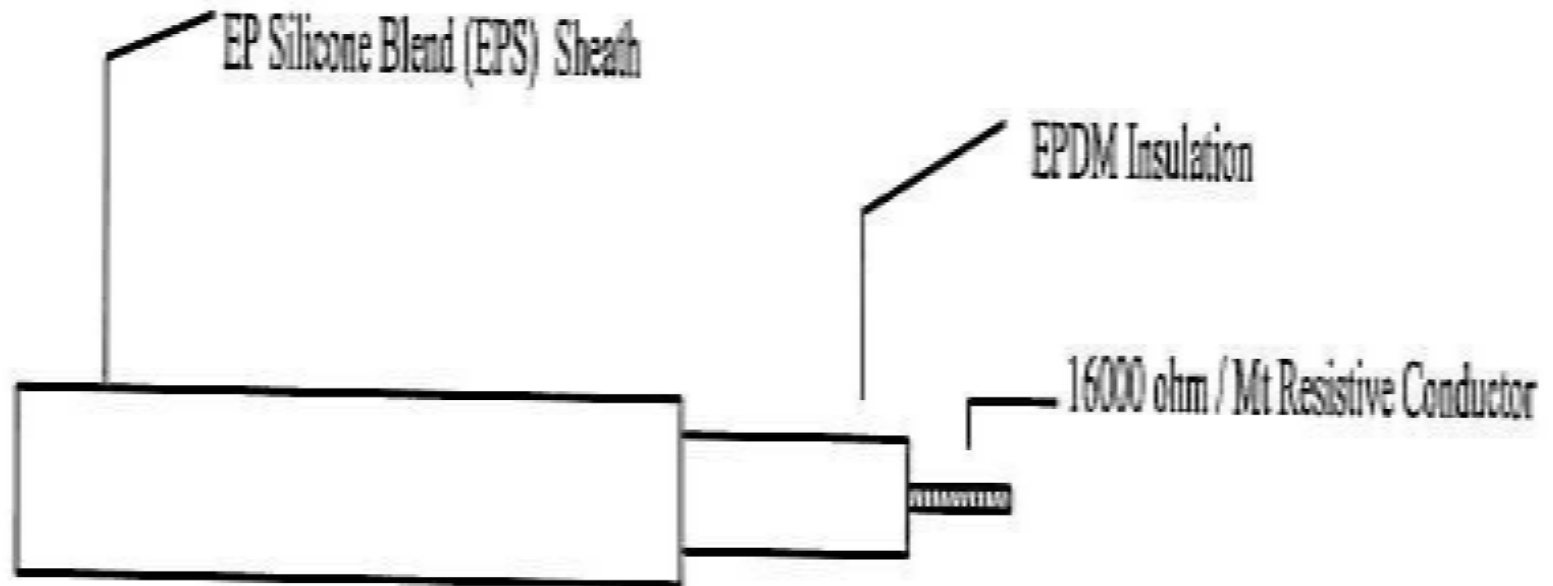 EP Silicone Blend (EPS) Sheath
EPDM Insulation
16000 ohm / Mt Resistive Conductor